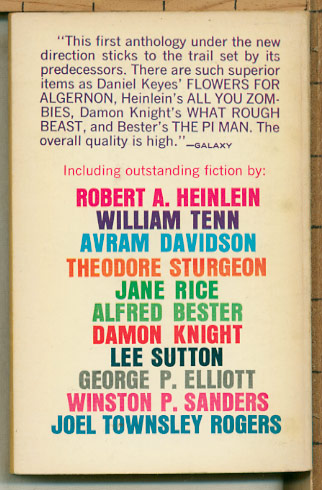 "This first anthology under the new
direction sticks to the trail set by its
predecessors. There are such superior
items as Daniel Keyes' FLOWERS FOR
ALGERNON, Heinlein's ALL YOU ZOM-
BIES, Damon Knight's WHAT ROUGH
BEAST, and Bester's THE PI MAN. The
overall quality is high."—GALAXY
Including outstanding fiction by:
ROBERT A. HEINLEIN
WILLIAM TENN
AVRAM DAVIDSON
THEODORE STURGEON
JANE RICE
ALFRED BESTER
DAMON KNIGHT
LEE SUTTON
GEORGE P. ELLIOTT
WINSTON P. SANDERS
JOEL TOWNSLEY ROGERS